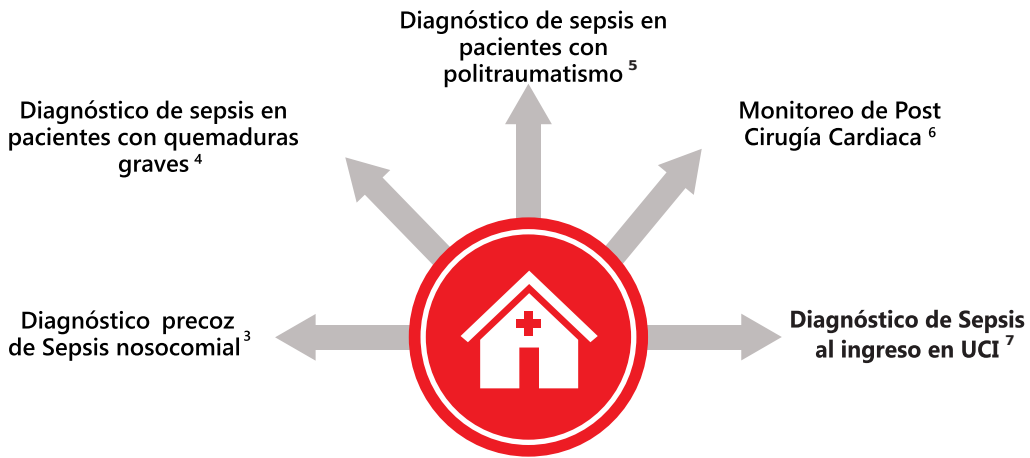 Diagnóstico de sepsis en
pacientes con
politraumatismo 5
Diagnóstico de sepsis en
pacientes con quemaduras
graves 4
Monitoreo de Post
Cirugía Cardiaca 6
Diagnóstico precoz
de Sepsis nosocomial 3
Diagnóstico de Sepsis
al ingreso en UCI 7